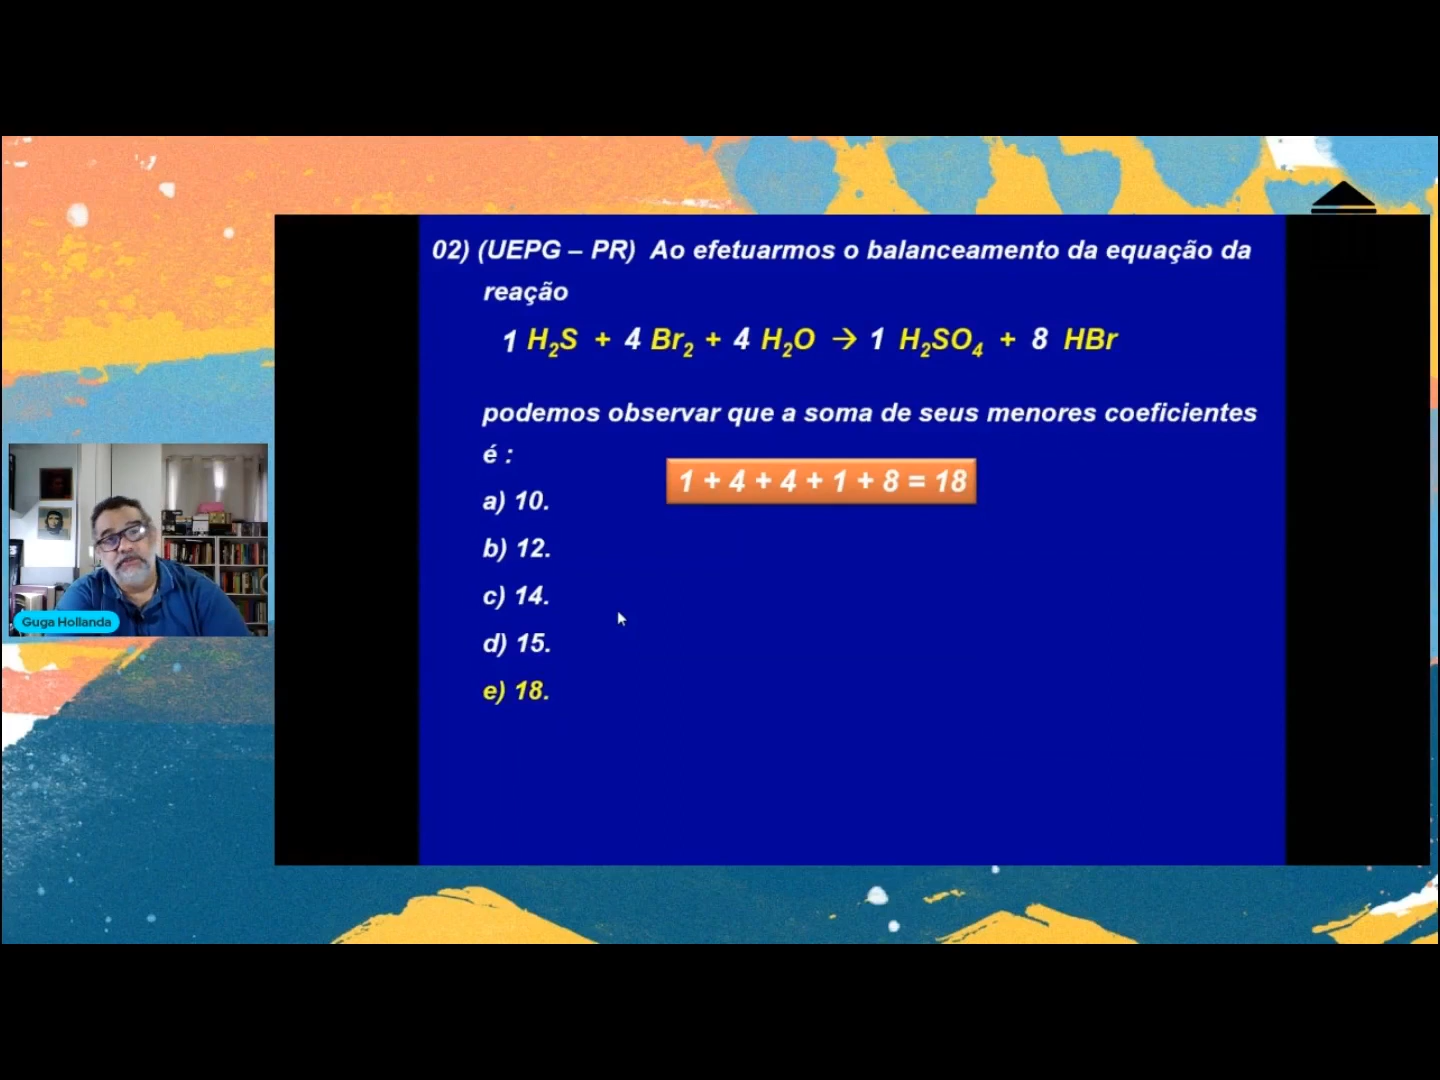 02) (UEPG – PR) Ao efetuarmos o balanceamento da equação da
reação
1 H₂S + 4 Br₂ + 4 H₂O → 1 H₂SO₄ + 8 HBr
podemos observar que a soma de seus menores coeficientes
é :
1 + 4 + 4 + 1 + 8 = 18
a) 10.
b) 12.
c) 14.
d) 15.
e) 18.
Guga Hollanda